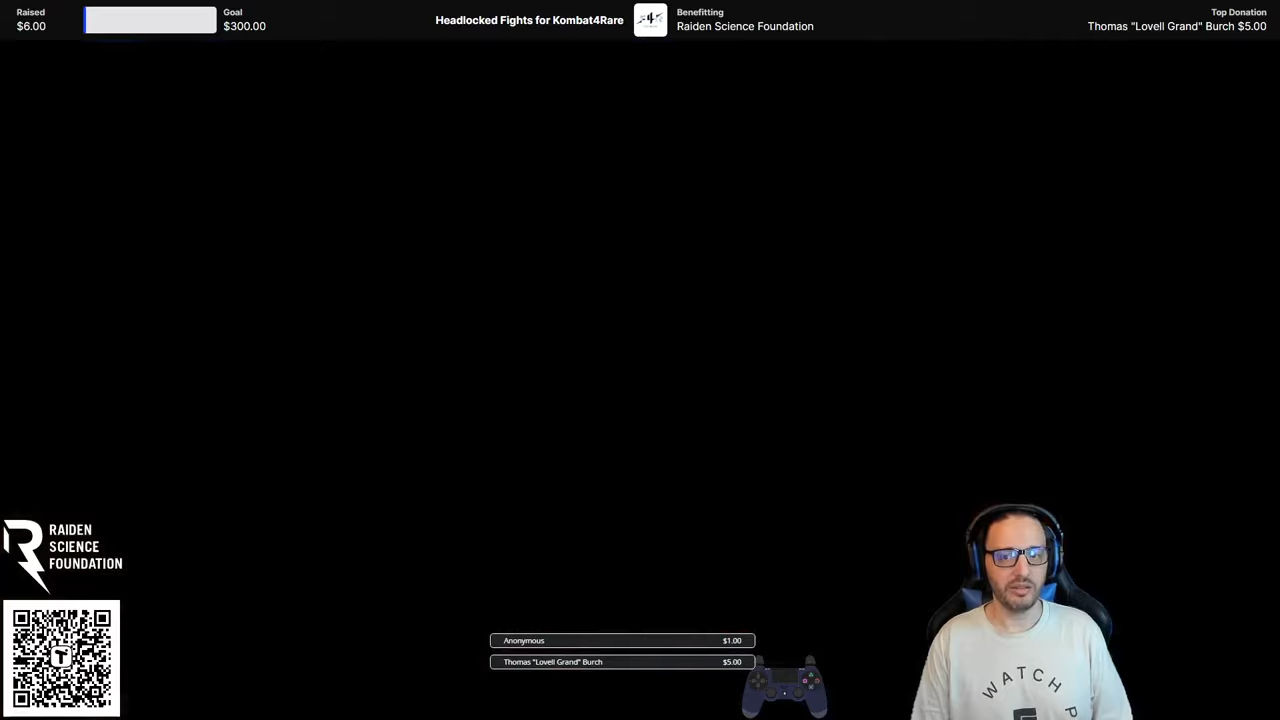 Raised
$6.00
Goal
$300.00
Headlocked Fights for Kombat4Rare
4
Benefitting
Raiden Science Foundation
Top Donation
Thomas "Lovell Grand" Burch $5.00
RAIDEN
SCIENCE
FOUNDATION
Anonymous $1.00
Thomas "Lovell Grand" Burch $5.00
WATCH